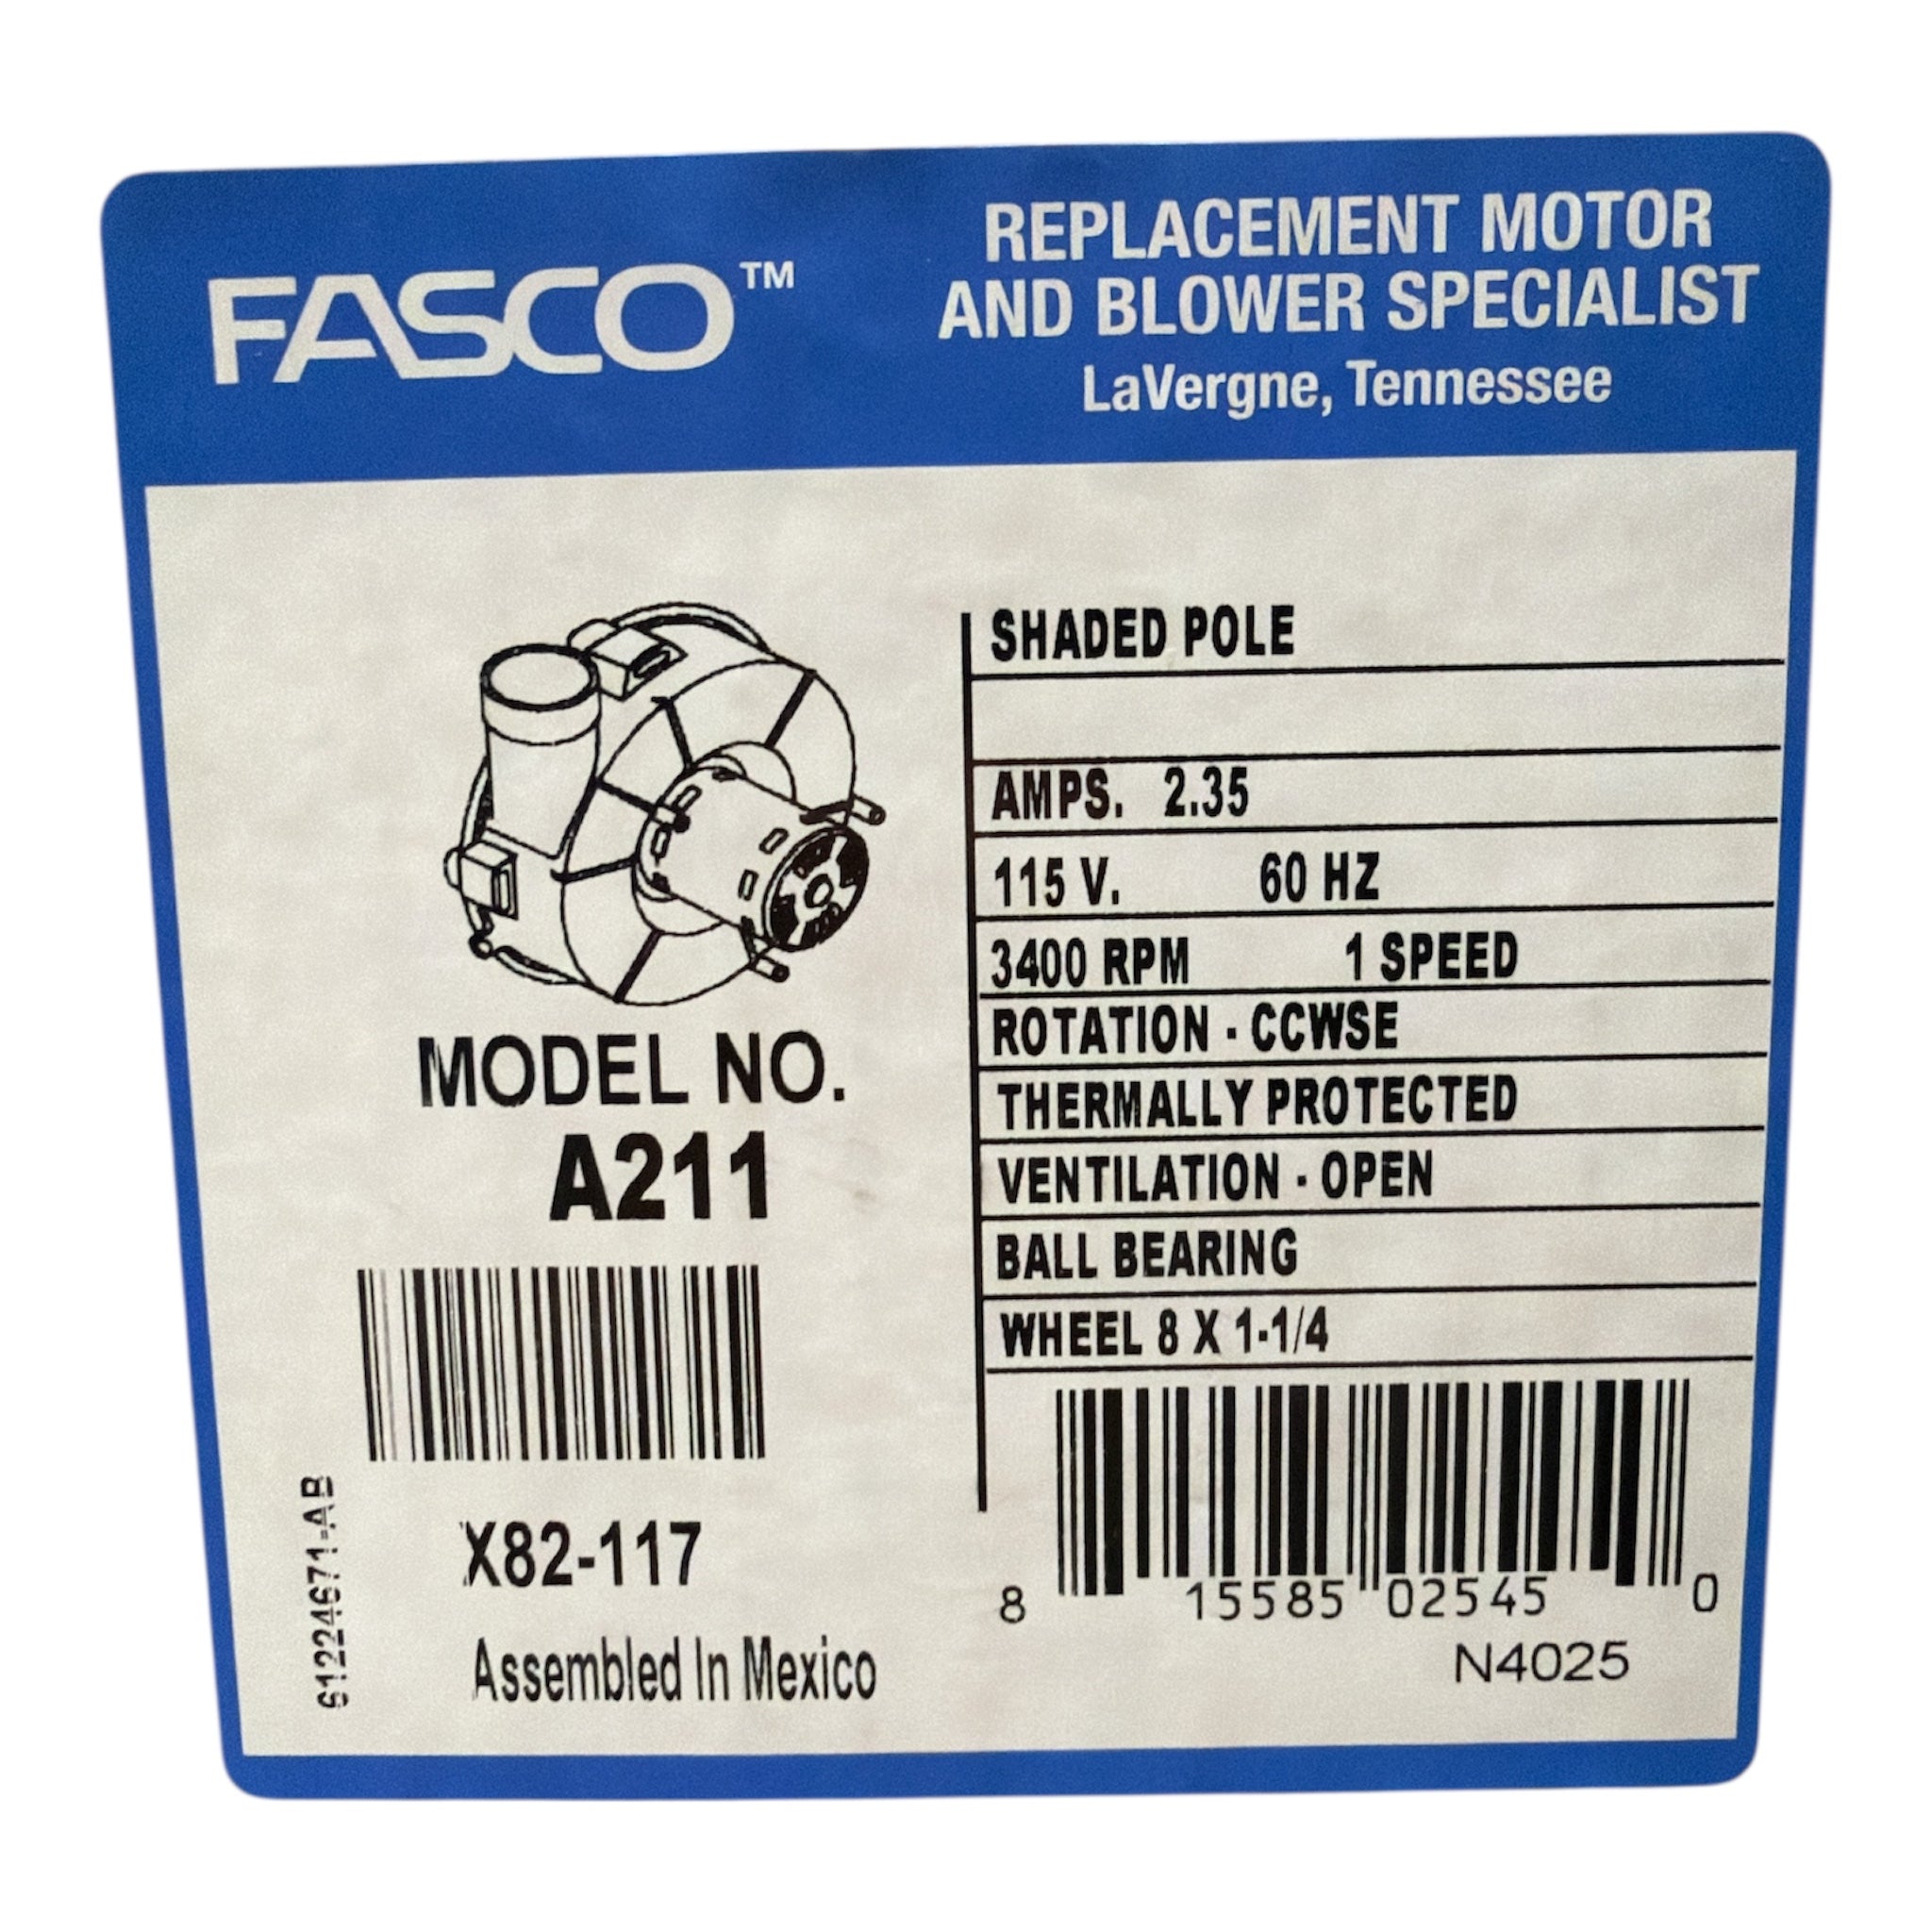 FASCO™
REPLACEMENT MOTOR
AND BLOWER SPECIALIST
LaVergne, Tennessee
MODEL NO.
A211
X82-117
Assembled In Mexico
61224671-AB
SHADED POLE
AMPS. 2.35
115 V. 60 HZ
3400 RPM 1 SPEED
ROTATION - CCWSE
THERMALLY PROTECTED
VENTILATION - OPEN
BALL BEARING
WHEEL 8 X 1-1/4
8 15585 02545 0
N4025